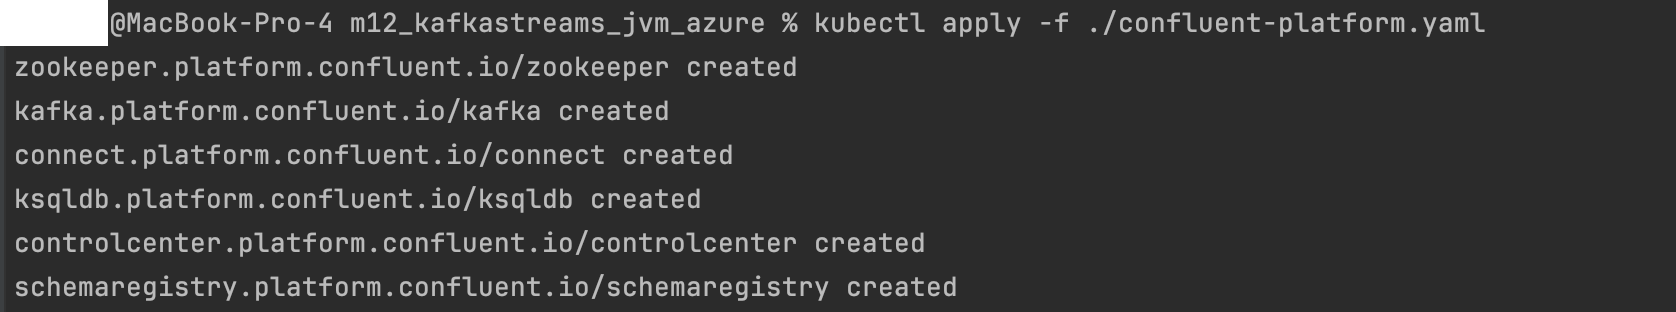 @MacBook-Pro-4 m12_kafkastreams_jvm_azure % kubectl apply -f ./confluent-platform.yaml
zookeeper.platform.confluent.io/zookeeper created
kafka.platform.confluent.io/kafka created
connect.platform.confluent.io/connect created
ksqldb.platform.confluent.io/ksqldb created
controlcenter.platform.confluent.io/controlcenter created
schemaregistry.platform.confluent.io/schemaregistry created